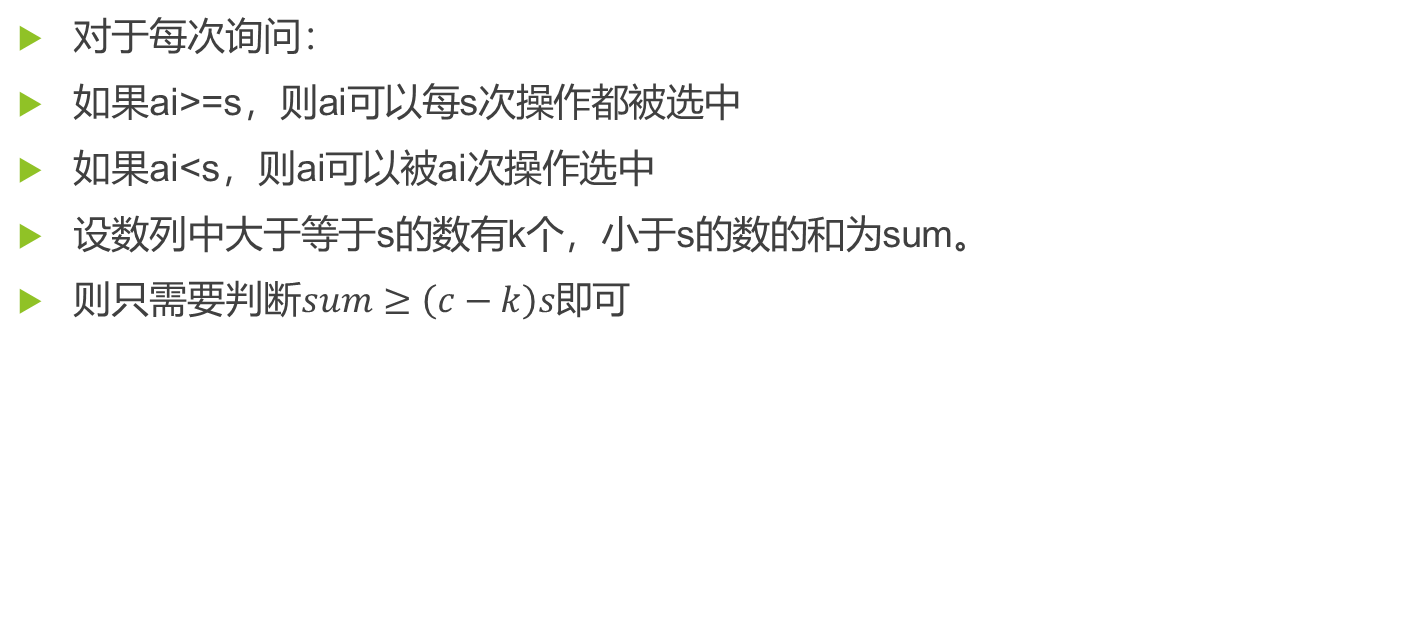 对于每次询问：
如果ai>=s，则ai可以每s次操作都被选中
如果ai<s，则ai可以被ai次操作选中
设数列中大于等于s的数有k个，小于s的数的和为sum。
则只需要判断sum ≥ (c − k)s即可